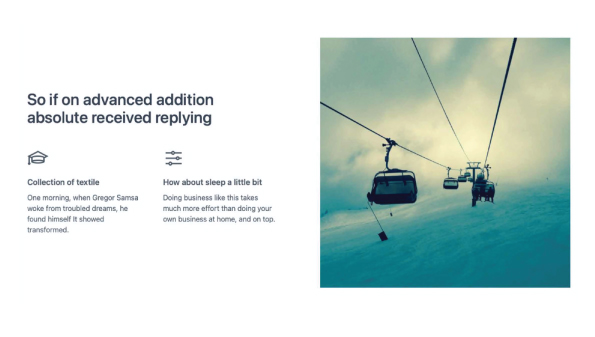 So if on advanced addition
absolute received replying
Collection of textile
One morning, when Gregor Samsa
woke from troubled dreams, he
found himself It showed
transformed.
How about sleep a little bit
Doing business like this takes
much more effort than doing your
own business at home, and on top.